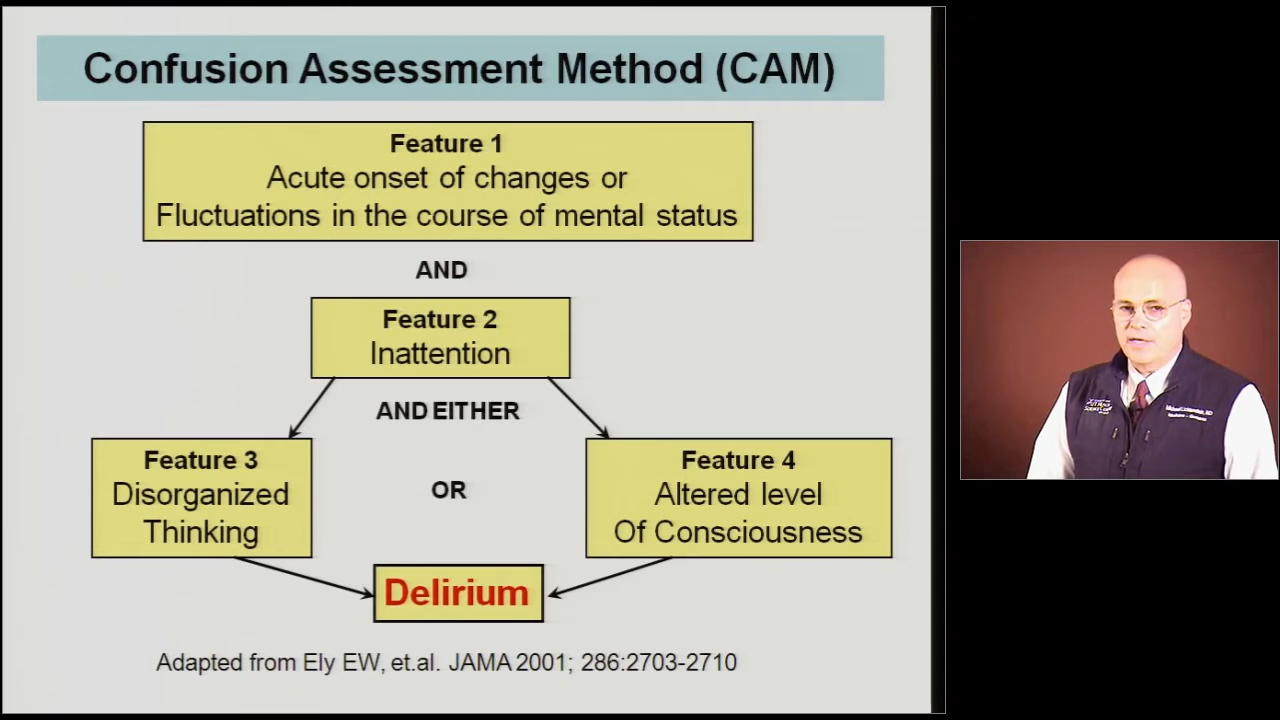 Confusion Assessment Method (CAM)
Feature 1
Acute onset of changes or
Fluctuations in the course of mental status
AND
Feature 2
Inattention
AND EITHER
Feature 3
Disorganized
Thinking
OR
Feature 4
Altered level
Of Consciousness
Delirium
Adapted from Ely EW, et.al. JAMA 2001; 286:2703-2710